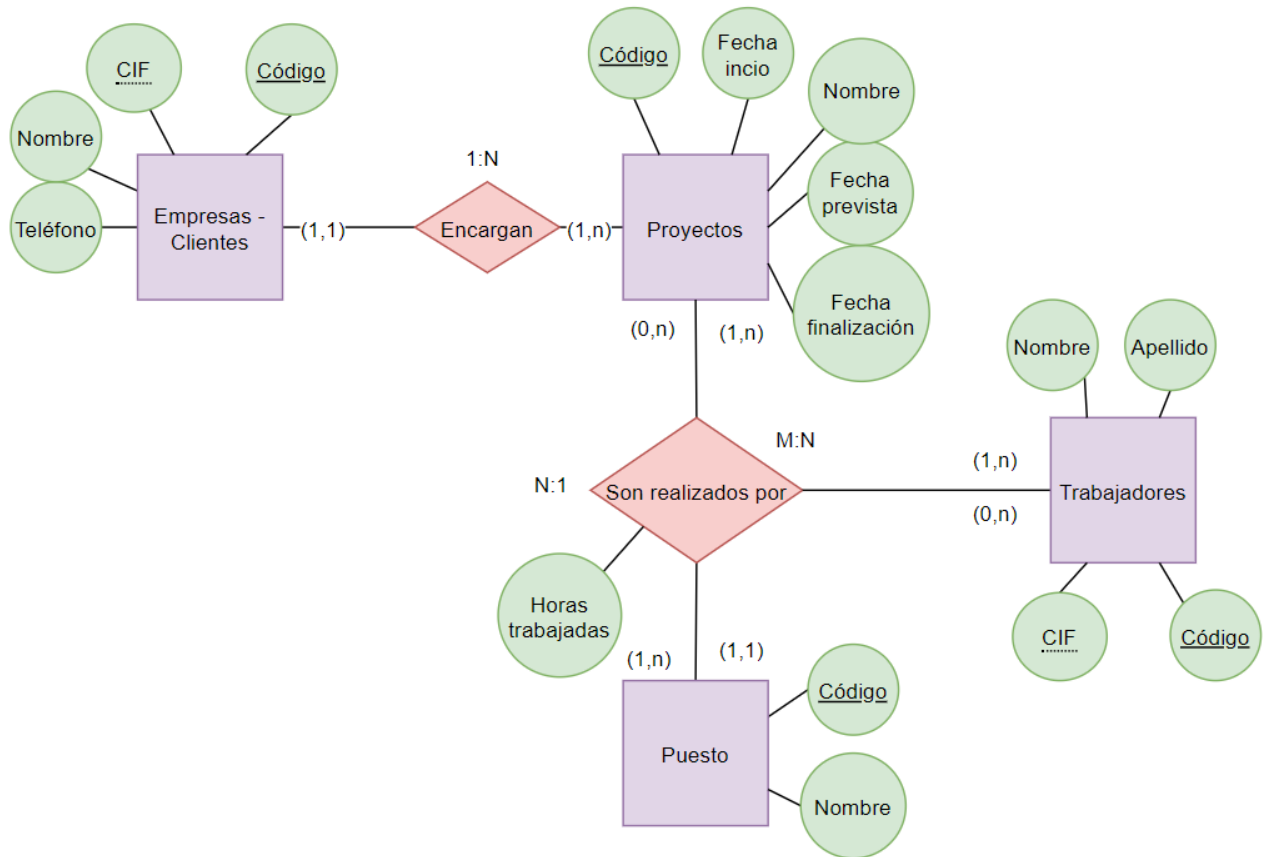 CIF
Código
Nombre
Teléfono
Empresas -
Clientes
(1,1)
1:N
Encargan
(1,n)
Código
Fecha
incio
Nombre
Fecha
prevista
Fecha
finalización
Proyectos
(0,n)
(1,n)
M:N
N:1
Son realizados por
Horas
trabajadas
(1,n)
(0,n)
Nombre
Apellido
Trabajadores
CIF
Código
(1,n)
(1,1)
Puesto
Código
Nombre